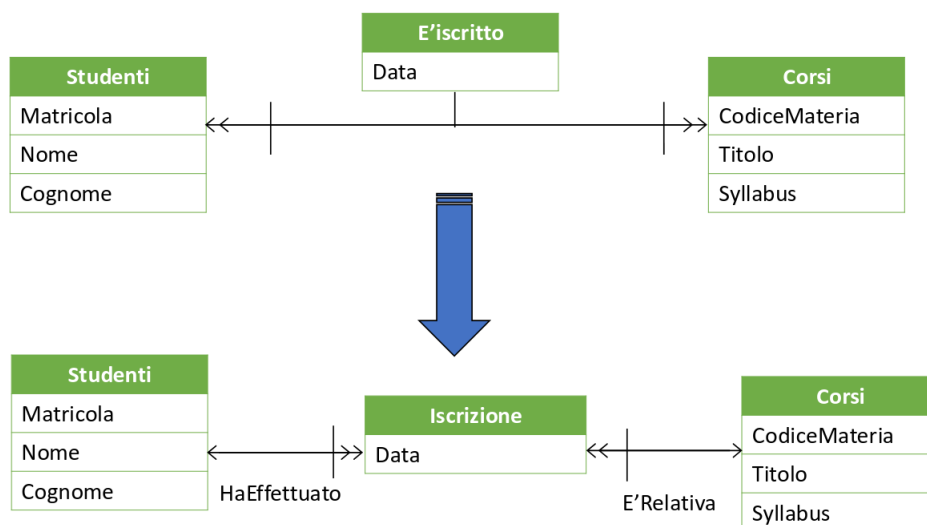 E'iscritto
Data
Studenti
Matricola
Nome
Cognome
Corsi
CodiceMateria
Titolo
Syllabus
Studenti
Matricola
Nome
Cognome
HaEffettuato
Iscrizione
Data
E'Relativa
Corsi
CodiceMateria
Titolo
Syllabus